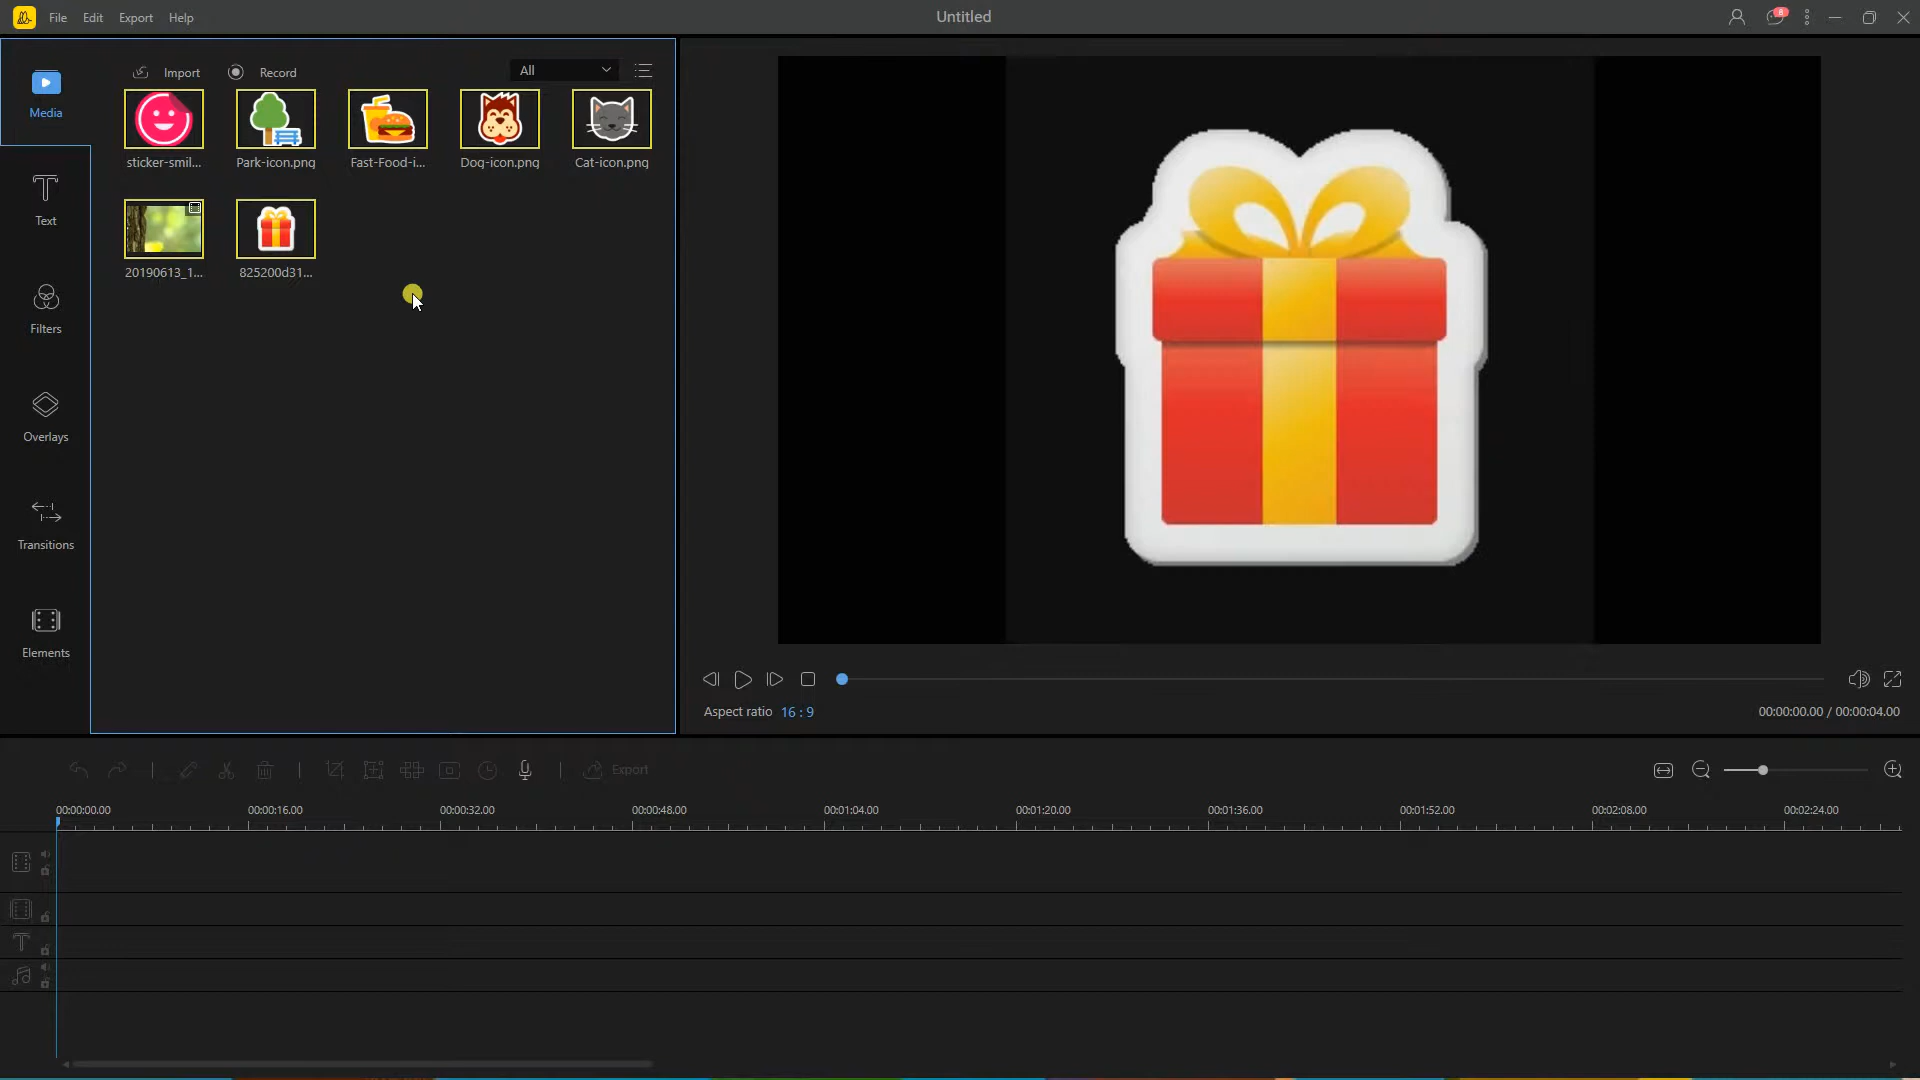 File Edit Export Help
Untitled
8
Import Record
All
Media
sticker-smil... Park-icon.png Fast-Food-i... Dog-icon.png Cat-icon.png
Text
20190613_1... 825200d31...
Filters
Overlays
Transitions
Elements
Aspect ratio 16 : 9
00:00:00.00 / 00:00:04.00
Export
00:00:00.00 00:00:16.00 00:00:32.00 00:00:48.00 00:01:04.00 00:01:20.00 00:01:36.00 00:01:52.00 00:02:08.00 00:02:24.00